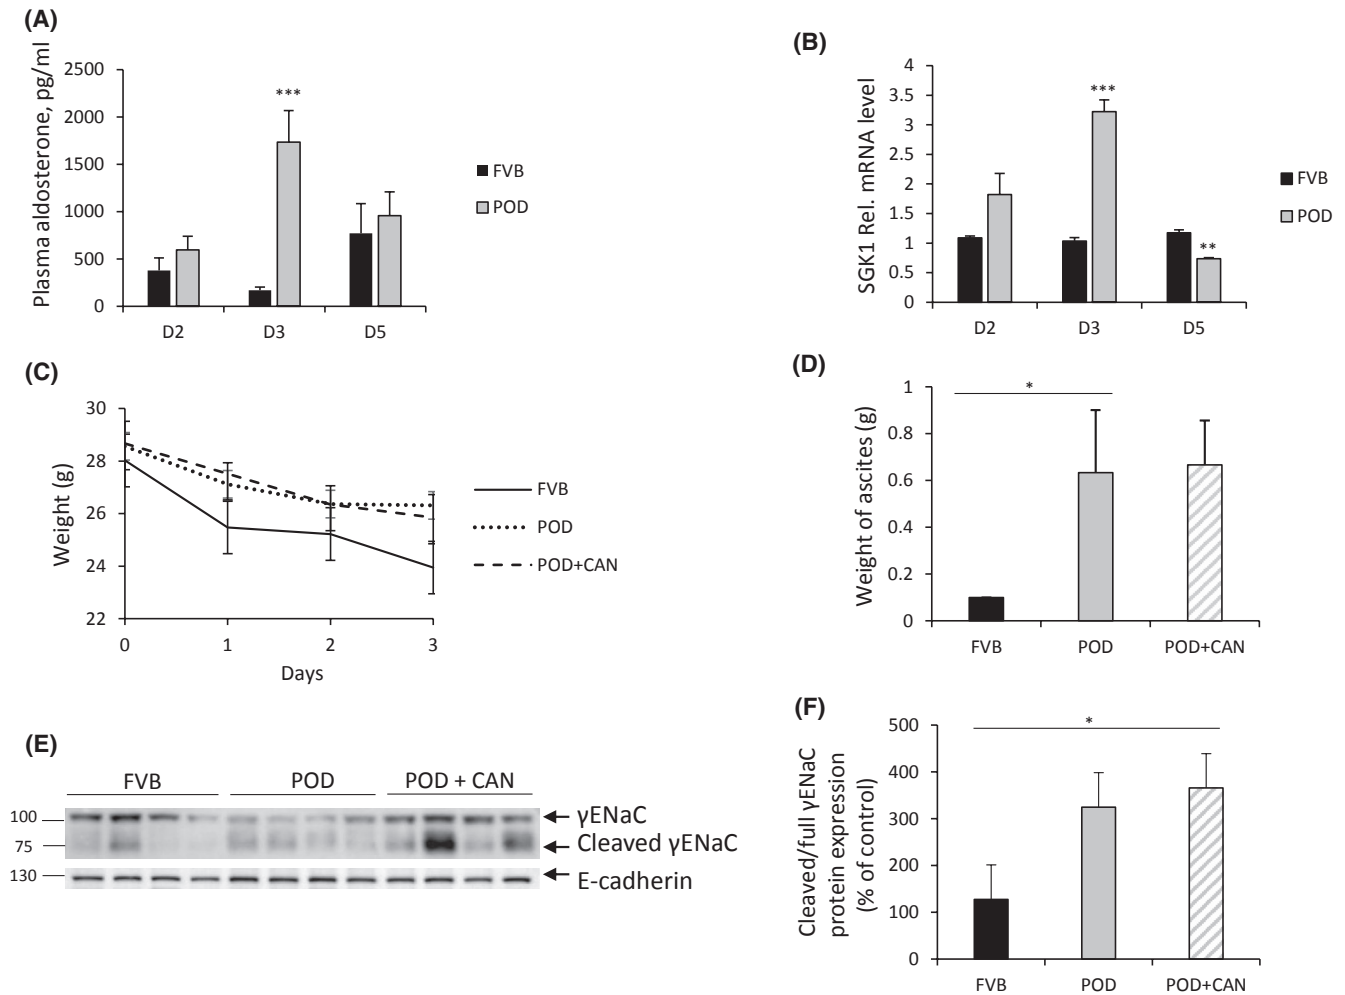 (A)
Plasma aldosterone, pg/ml
2500
2000
1500
1000
500
0
***
D2 D3 D5
FVB
POD
(B)
SGK1 Rel. mRNA level
4
3.5
3
2.5
2
1.5
1
0.5
0
***
**
D2 D3 D5
FVB
POD
(C)
Weight (g)
30
28
26
24
22
0 1 2 3
Days
FVB
POD
POD+CAN
(D)
Weight of ascites (g)
1
0.8
0.6
0.4
0.2
0
*
FVB POD POD+CAN
(E)
FVB POD POD + CAN
100
75
130
γENaC
Cleaved γENaC
E-cadherin
(F)
Cleaved/full γENaC
protein expression
(% of control)
500
400
300
200
100
0
*
FVB POD POD+CAN